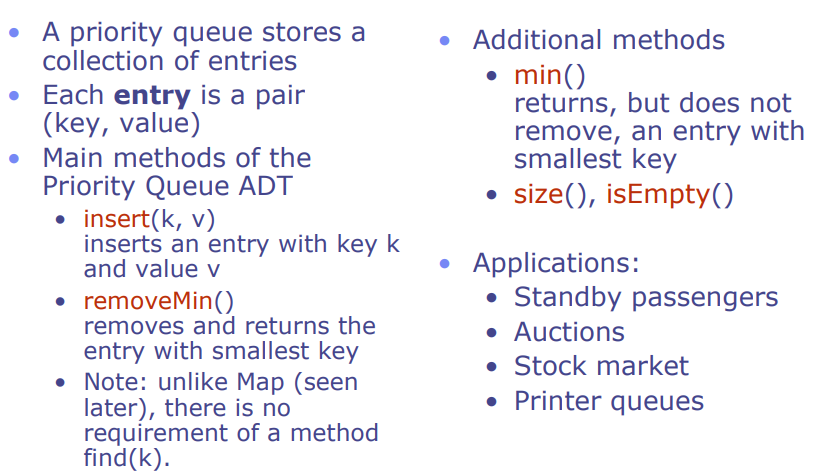 A priority queue stores a
collection of entries
Each entry is a pair
(key, value)
Main methods of the
Priority Queue ADT
insert(k, v)
inserts an entry with key k
and value v
removeMin()
removes and returns the
entry with smallest key
Note: unlike Map (seen
later), there is no
requirement of a method
find(k).
Additional methods
min()
returns, but does not
remove, an entry with
smallest key
size(), isEmpty()
Applications:
Standby passengers
Auctions
Stock market
Printer queues